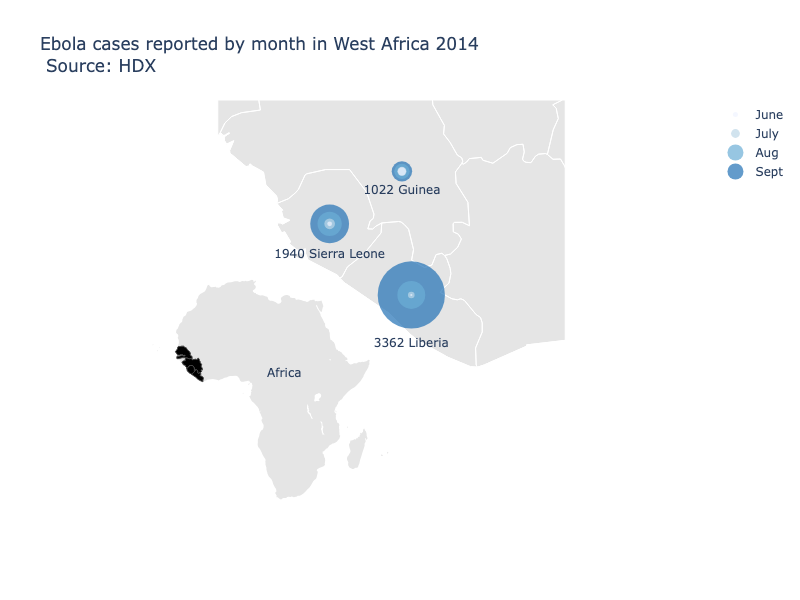 Ebola cases reported by month in West Africa 2014
Source: HDX
June
July
Aug
Sept
1022 Guinea
1940 Sierra Leone
3362 Liberia
Africa